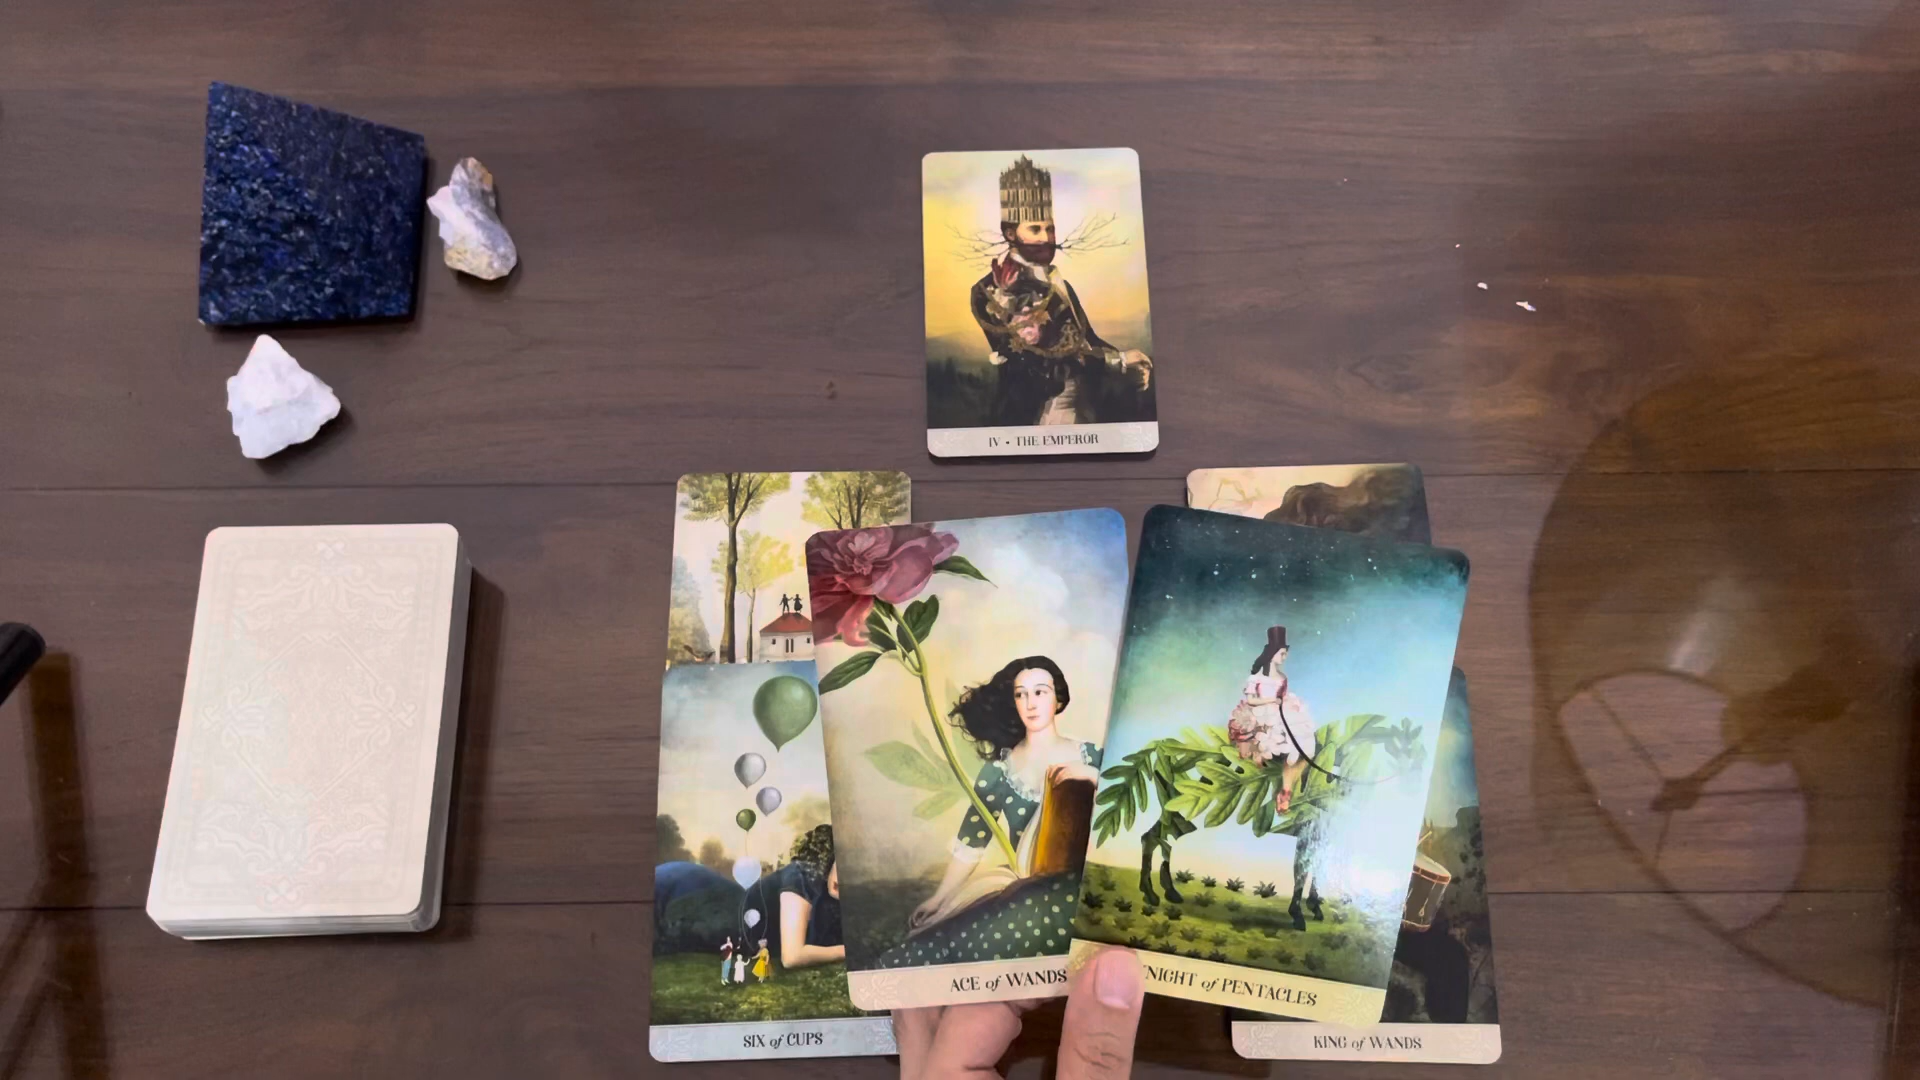 IV • THE EMPEROR
ACE of WANDS
NIGHT of PENTACLES
SIX of CUPS
KING of WANDS